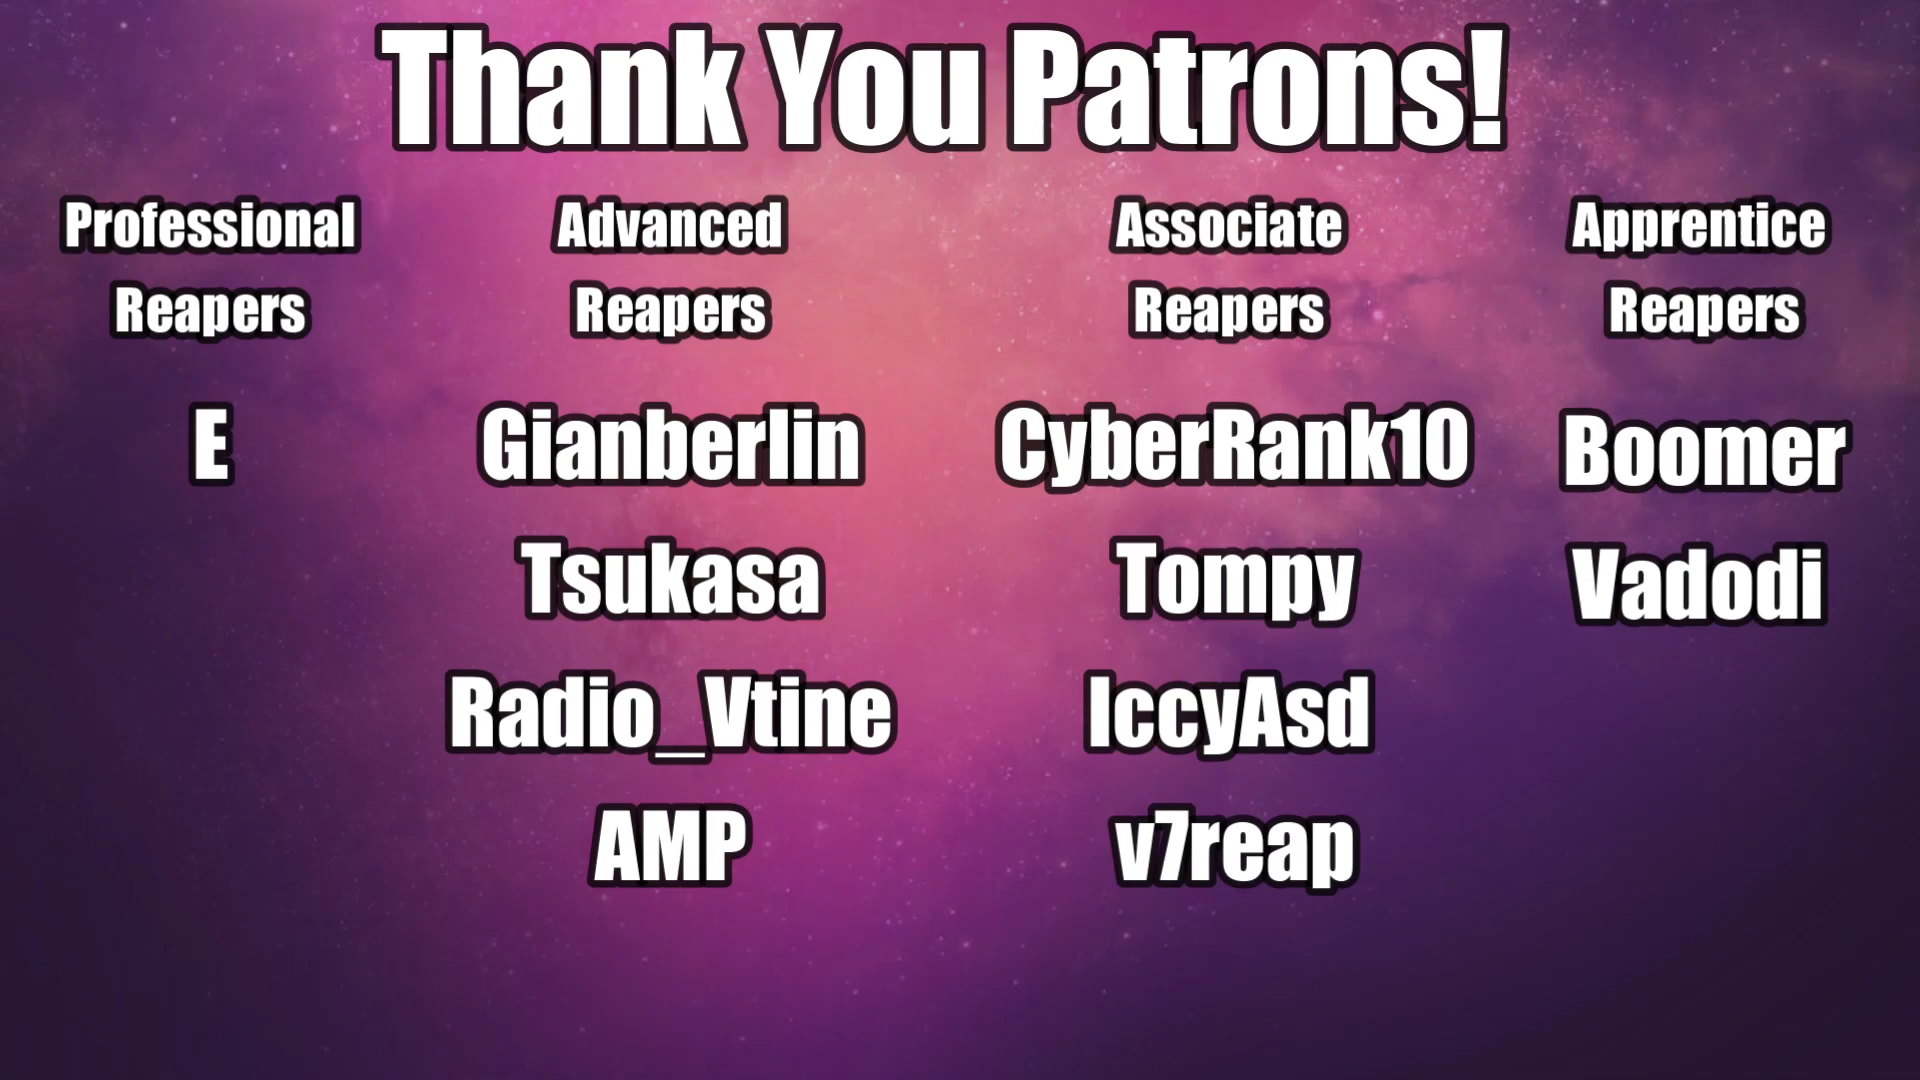 Thank You Patrons!
Professional
Reapers
E
Advanced
Reapers
Gianberlin
Tsukasa
Radio_Vtine
AMP
Associate
Reapers
CyberRank10
Tompy
IccyAsd
v7reap
Apprentice
Reapers
Boomer
Vadodi